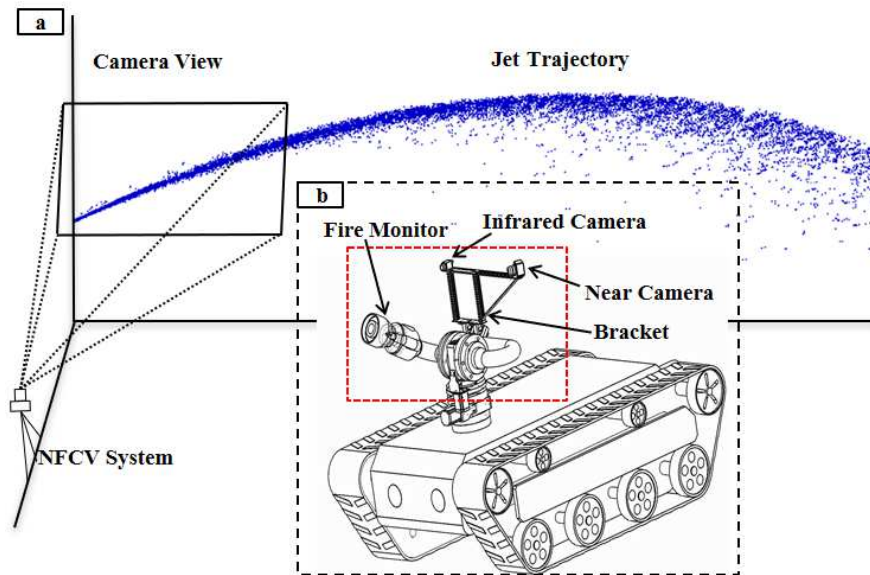 a
Camera View
Jet Trajectory
b
Infrared Camera
Fire Monitor
Near Camera
Bracket
NFCV System